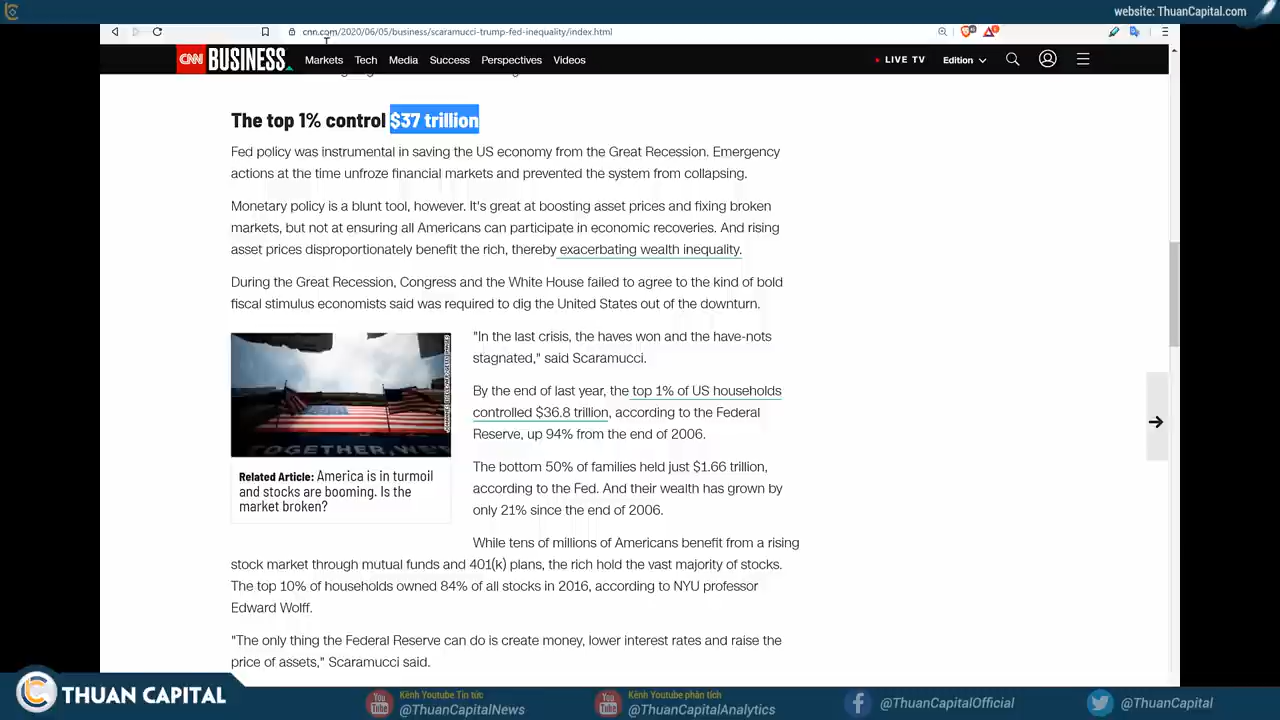 website: ThuanCapital.com
cnn.com/2020/06/05/business/scaramucci-trump-fed-inequality/index.html
CNN BUSINESS
Markets Tech Media Success Perspectives Videos
LIVE TV Edition
The top 1% control $37 trillion
Fed policy was instrumental in saving the US economy from the Great Recession. Emergency
actions at the time unfroze financial markets and prevented the system from collapsing.
Monetary policy is a blunt tool, however. It's great at boosting asset prices and fixing broken
markets, but not at ensuring all Americans can participate in economic recoveries. And rising
asset prices disproportionately benefit the rich, thereby exacerbating wealth inequality.
During the Great Recession, Congress and the White House failed to agree to the kind of bold
fiscal stimulus economists said was required to dig the United States out of the downturn.
Related Article: America is in turmoil
and stocks are booming. Is the
market broken?
"In the last crisis, the haves won and the have-nots
stagnated," said Scaramucci.
By the end of last year, the top 1% of US households
controlled $36.8 trillion, according to the Federal
Reserve, up 94% from the end of 2006.
The bottom 50% of families held just $1.66 trillion,
according to the Fed. And their wealth has grown by
only 21% since the end of 2006.
While tens of millions of Americans benefit from a rising
stock market through mutual funds and 401(k) plans, the rich hold the vast majority of stocks.
The top 10% of households owned 84% of all stocks in 2016, according to NYU professor
Edward Wolff.
"The only thing the Federal Reserve can do is create money, lower interest rates and raise the
price of assets," Scaramucci said.
THUAN CAPITAL
Kênh Youtube Tin tức
@ThuanCapitalNews
Kênh Youtube phân tích
@ThuanCapitalAnalytics
@ThuanCapitalOfficial
@ThuanCapital